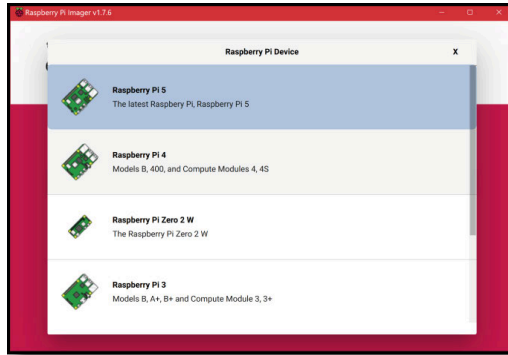 Raspberry Pi Imager v1.7.6
Raspberry Pi Device
X
Raspberry Pi 5
The latest Raspbery Pi, Raspberry Pi 5
Raspberry Pi 4
Models B, 400, and Compute Modules 4, 4S
Raspberry Pi Zero 2 W
The Raspberry Pi Zero 2 W
Raspberry Pi 3
Models B, A+, B+ and Compute Module 3, 3+